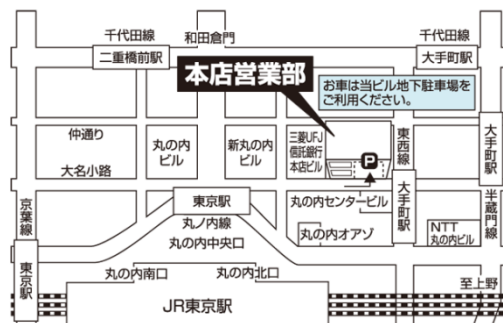 千代田線
和田倉門
千代田線
二重橋前駅
大手町駅
本店営業部
お車は当ビル地下駐車場を
ご利用ください。
仲通り
丸の内
ビル
新丸の内
ビル
三菱UFJ
信託銀行
本店ビル
P
東西線
大手町駅
大名小路
東京駅
丸の内センタービル
大手町駅
半蔵門線
京葉線
丸ノ内線
丸の内中央口
丸の内オアゾ
NTT
丸の内ビル
東京駅
丸の内南口
丸の内北口
至上野
JR東京駅